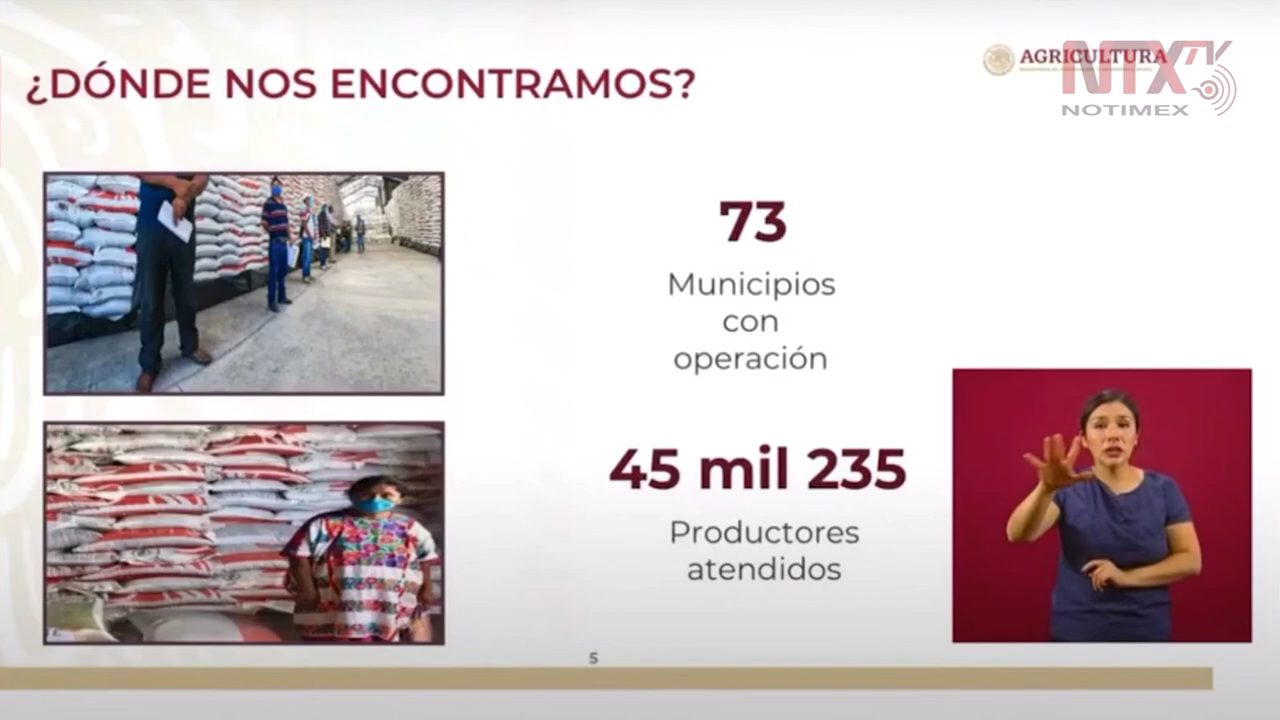 ¿DÓNDE NOS ENCONTRAMOS?
AGRICULTURA
NTX TV
NOTIMEX
73
Municipios
con
operación
45 mil 235
Productores
atendidos
5